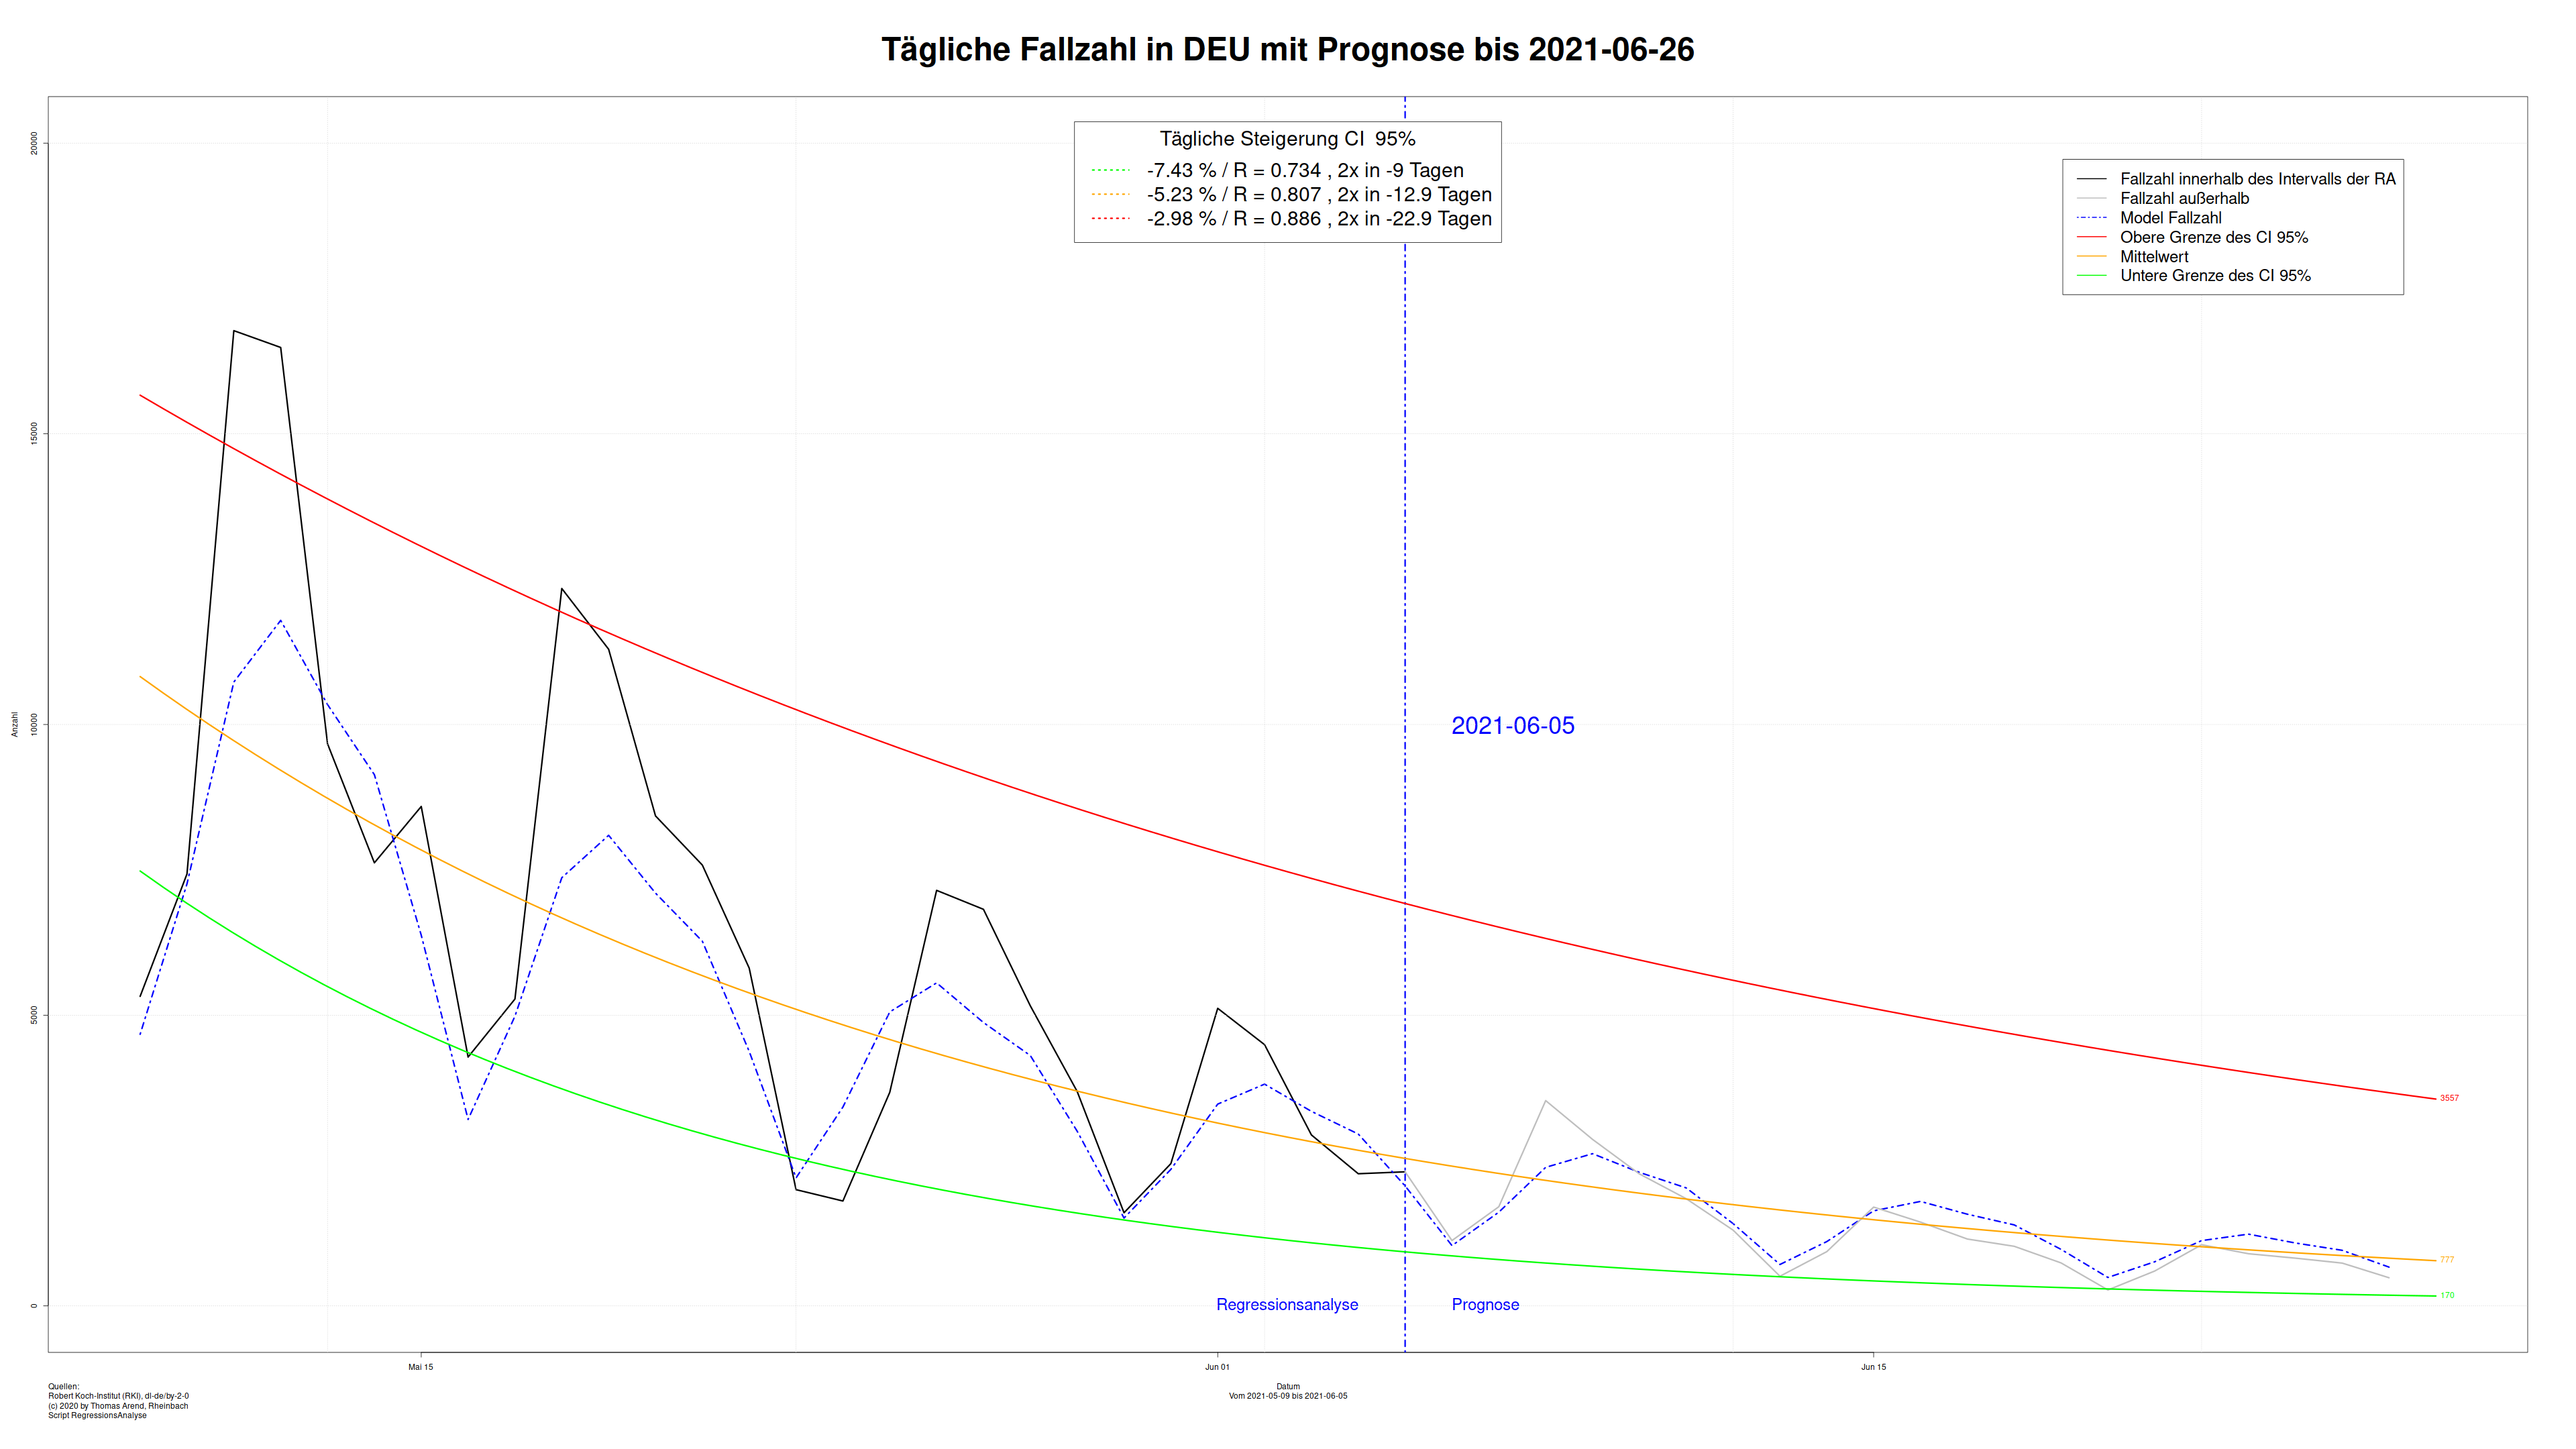 Tägliche Fallzahl in DEU mit Prognose bis 2021-06-26
Tägliche Steigerung CI  95%
-7.43 % / R = 0.734 , 2x in -9 Tagen
-5.23 % / R = 0.807 , 2x in -12.9 Tagen
-2.98 % / R = 0.886 , 2x in -22.9 Tagen
Fallzahl innerhalb des Intervalls der RA
Fallzahl außerhalb
Model Fallzahl
Obere Grenze des CI 95%
Mittelwert
Untere Grenze des CI 95%
20000
15000
10000
5000
0
Anzahl
2021-06-05
3557
777
170
Regressionsanalyse
Prognose
Mai 15
Jun 01
Jun 15
Datum
Vom 2021-05-09 bis 2021-06-05
Quellen:
Robert Koch-Institut (RKI), dl-de/by-2-0
(c) 2020 by Thomas Arend, Rheinbach
Script RegressionsAnalyse